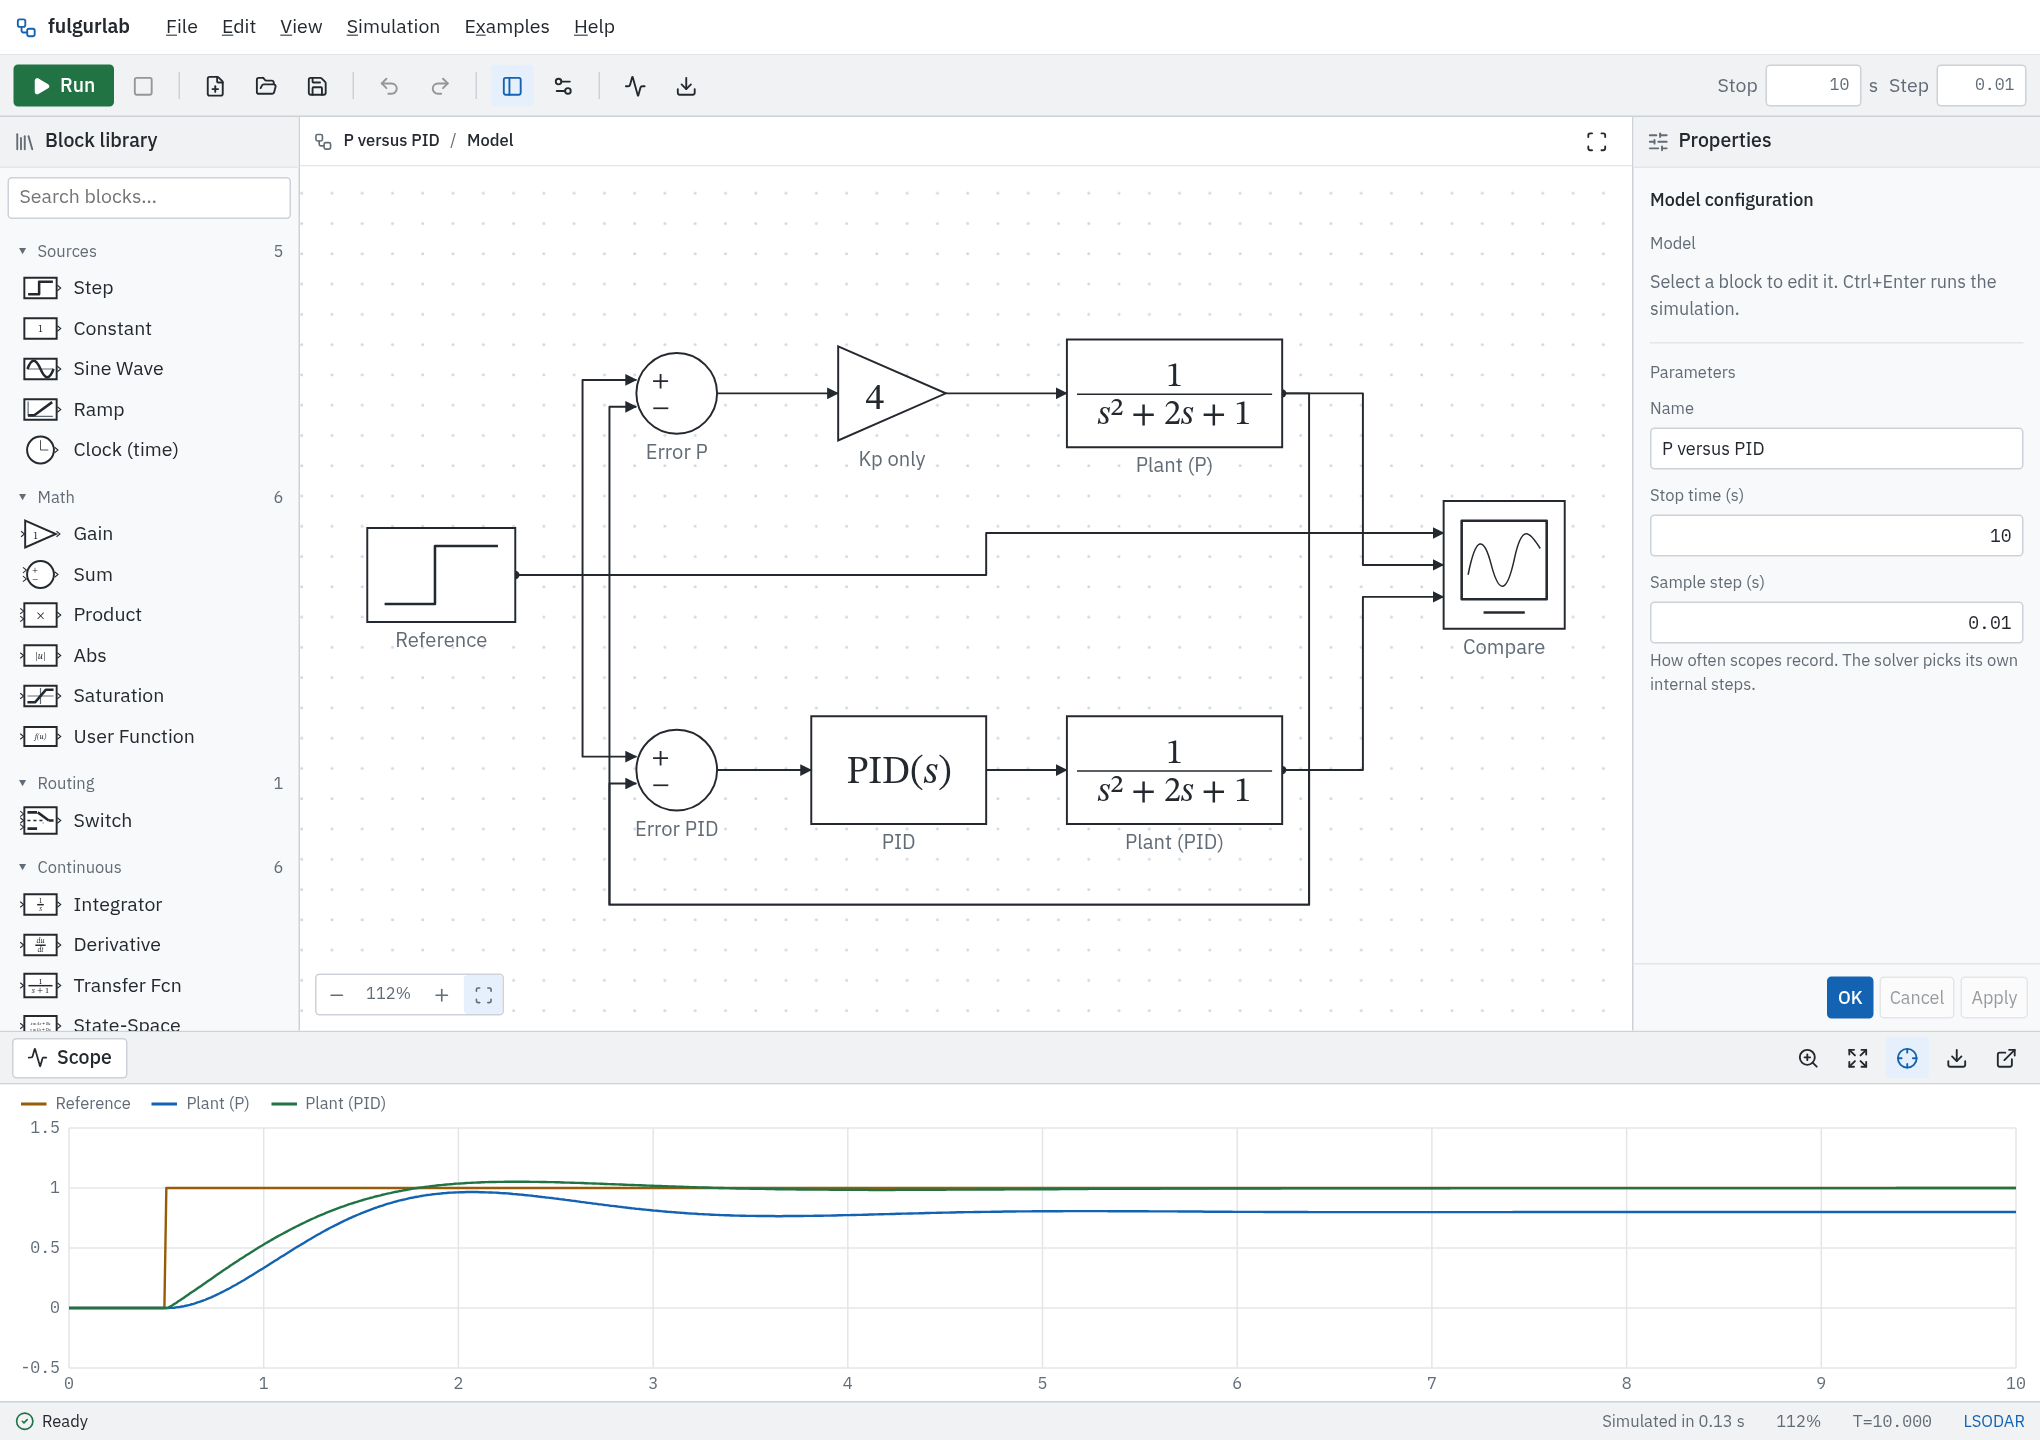 fulgurlab File Edit View Simulation Examples Help
Run Stop 10 s Step 0.01
Block library
Search blocks...
Sources 5
Step
Constant
Sine Wave
Ramp
Clock (time)
Math 6
Gain
Sum
Product
Abs
Saturation
User Function
Routing 1
Switch
Continuous 6
Integrator
Derivative
Transfer Fcn
State-Space
P versus PID / Model
+
−
Error P
4
Kp only
1
s² + 2s + 1
Plant (P)
Reference
Compare
+
−
Error PID
PID(s)
PID
1
s² + 2s + 1
Plant (PID)
− 112% +
Properties
Model configuration
Model
Select a block to edit it. Ctrl+Enter runs the
simulation.
Parameters
Name
P versus PID
Stop time (s)
10
Sample step (s)
0.01
How often scopes record. The solver picks its own
internal steps.
OK Cancel Apply
Scope
Reference Plant (P) Plant (PID)
1.5
1
0.5
0
-0.5
0 1 2 3 4 5 6 7 8 9 10
Ready Simulated in 0.13 s 112% T=10.000 LSODAR